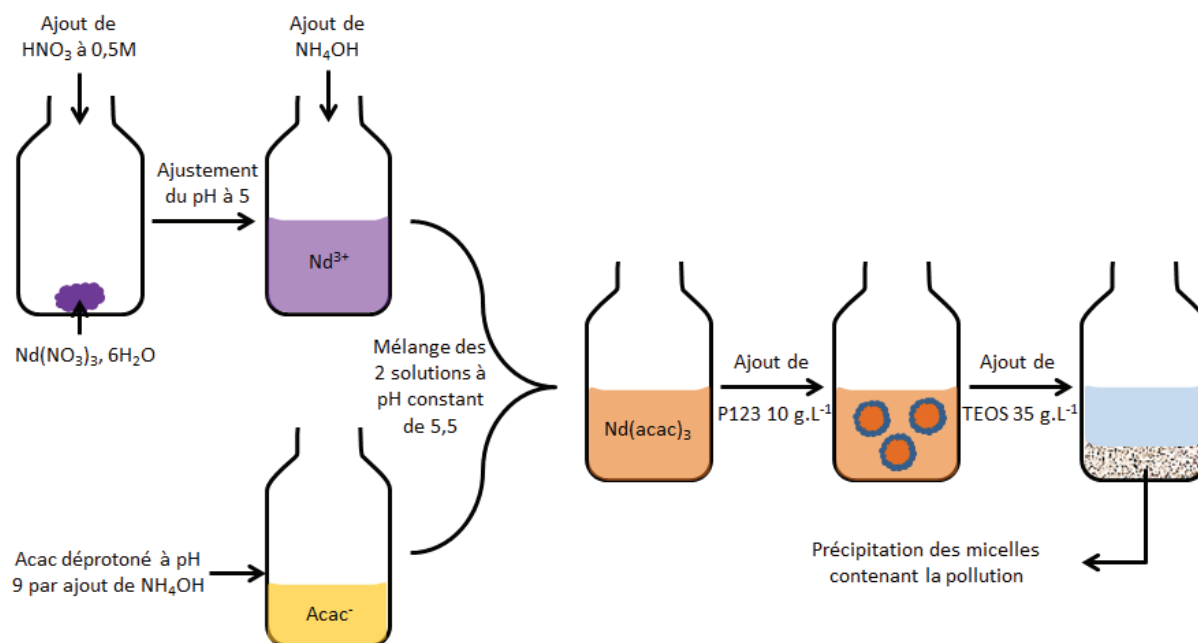 Ajout de
HNO₃ à 0,5M
Ajout de
NH₄OH
Ajustement
du pH à 5
Nd³⁺
Nd(NO₃)₃, 6H₂O
Mélange des
2 solutions à
pH constant
de 5,5
Acac déprotoné à pH
9 par ajout de NH₄OH
Acac⁻
Nd(acac)₃
Ajout de
P123 10 g.L⁻¹
Ajout de
TEOS 35 g.L⁻¹
Précipitation des micelles
contenant la pollution